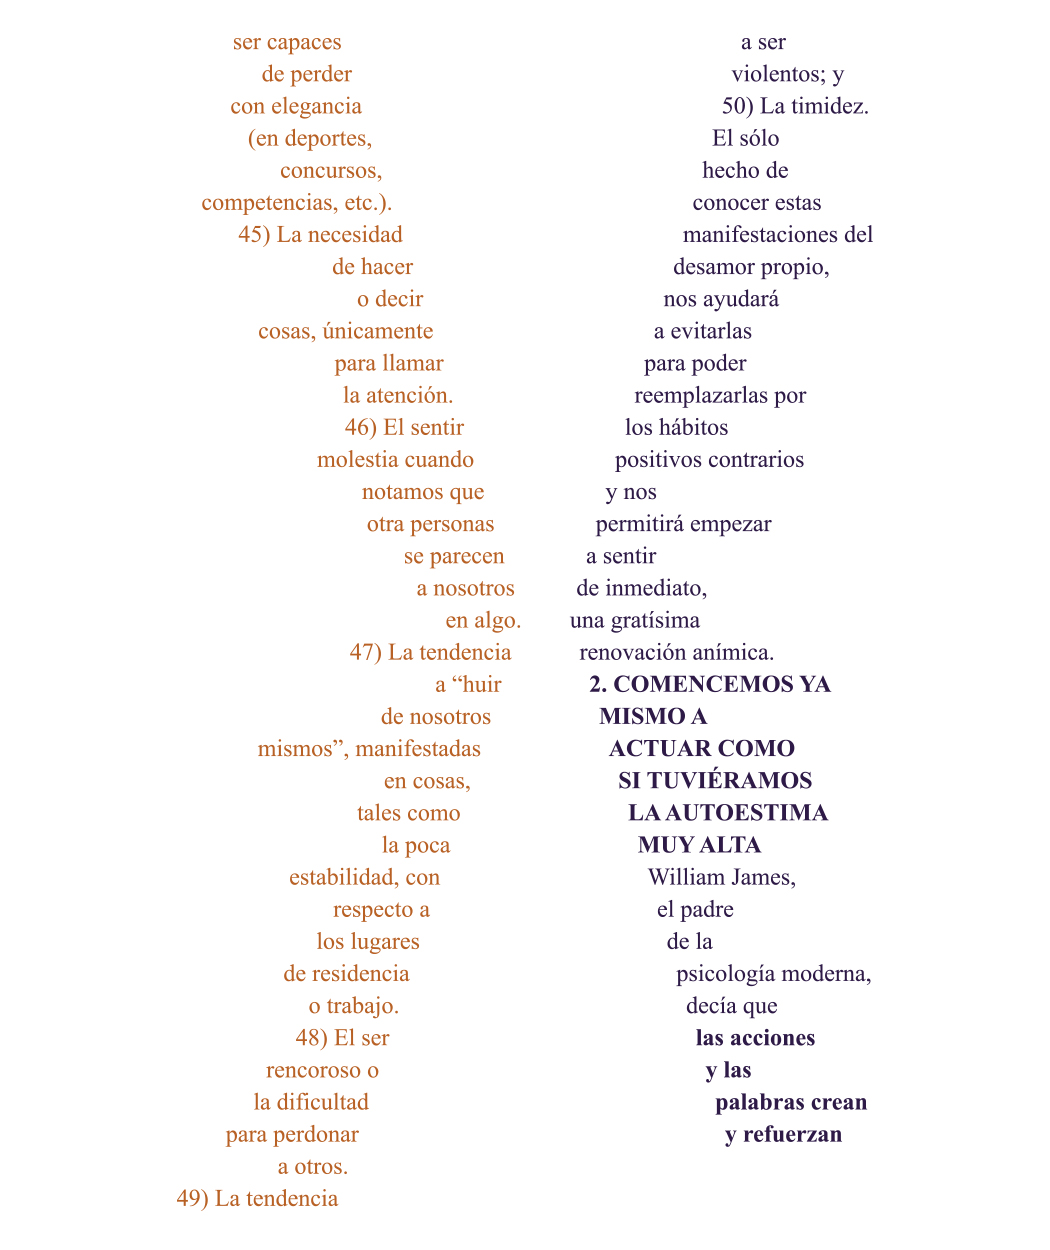 ser capaces
de perder
con elegancia
(en deportes,
concursos,
competencias, etc.).
45) La necesidad
de hacer
o decir
cosas, únicamente
para llamar
la atención.
46) El sentir
molestia cuando
notamos que
otra personas
se parecen
a nosotros
en algo.
47) La tendencia
a “huir
de nosotros
mismos”, manifestadas
en cosas,
tales como
la poca
estabilidad, con
respecto a
los lugares
de residencia
o trabajo.
48) El ser
rencoroso o
la dificultad
para perdonar
a otros.
49) La tendencia
a ser
violentos; y
50) La timidez.
El sólo
hecho de
conocer estas
manifestaciones del
desamor propio,
nos ayudará
a evitarlas
para poder
reemplazarlas por
los hábitos
positivos contrarios
y nos
permitirá empezar
a sentir
de inmediato,
una gratísima
renovación anímica.
2. COMENCEMOS YA
MISMO A
ACTUAR COMO
SI TUVIÉRAMOS
LA AUTOESTIMA
MUY ALTA
William James,
el padre
de la
psicología moderna,
decía que
las acciones
y las
palabras crean
y refuerzan